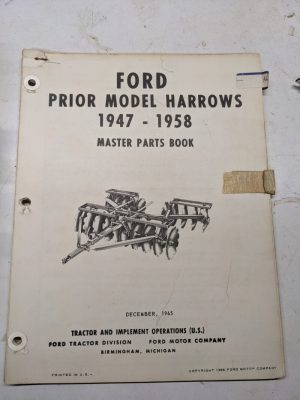 FORD
PRIOR MODEL HARROWS
1947 - 1958
MASTER PARTS BOOK
DECEMBER, 1965
TRACTOR AND IMPLEMENT OPERATIONS (U.S.)
FORD TRACTOR DIVISION FORD MOTOR COMPANY
BIRMINGHAM, MICHIGAN
PRINTED IN U.S.A. COPYRIGHT 1966 FORD MOTOR COMPANY